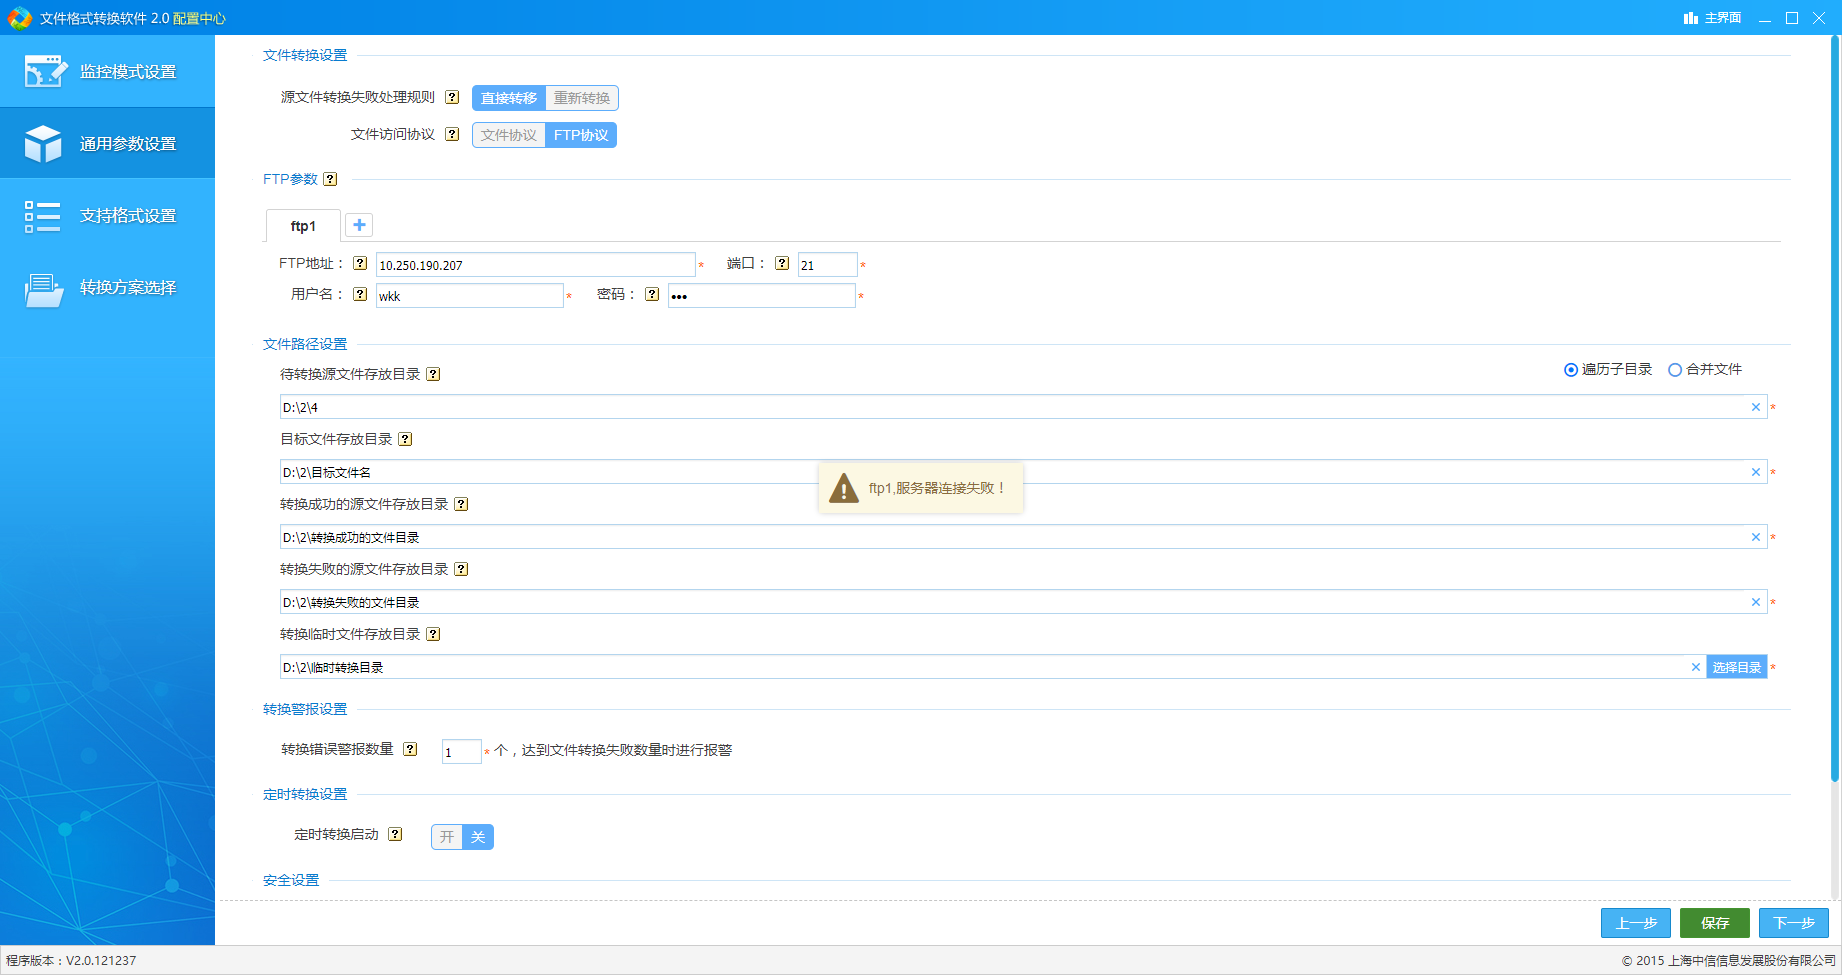 文件格式转换软件 2.0 配置中心
主界面
监控模式设置
通用参数设置
支持格式设置
转换方案选择
文件转换设置
源文件转换失败处理规则 ? 直接转移 重新转换
文件访问协议 ? 文件协议 FTP协议
FTP参数 ?
ftp1 +
FTP地址： ? 10.250.190.207 * 端口： ? 21 *
用户名： ? wkk * 密码： ? ●●● *
文件路径设置
待转换源文件存放目录 ? 遍历子目录 合并文件
D:\2\4 *
目标文件存放目录 ?
D:\2\目标文件名 *
ftp1,服务器连接失败！
转换成功的源文件存放目录 ?
D:\2\转换成功的文件目录 *
转换失败的源文件存放目录 ?
D:\2\转换失败的文件目录 *
转换临时文件存放目录 ?
D:\2\临时转换目录 选择目录 *
转换警报设置
转换错误警报数量 ? 1 * 个，达到文件转换失败数量时进行报警
定时转换设置
定时转换启动 ? 开 关
安全设置
上一步 保存 下一步
程序版本：V2.0.121237
© 2015 上海中信信息发展股份有限公司